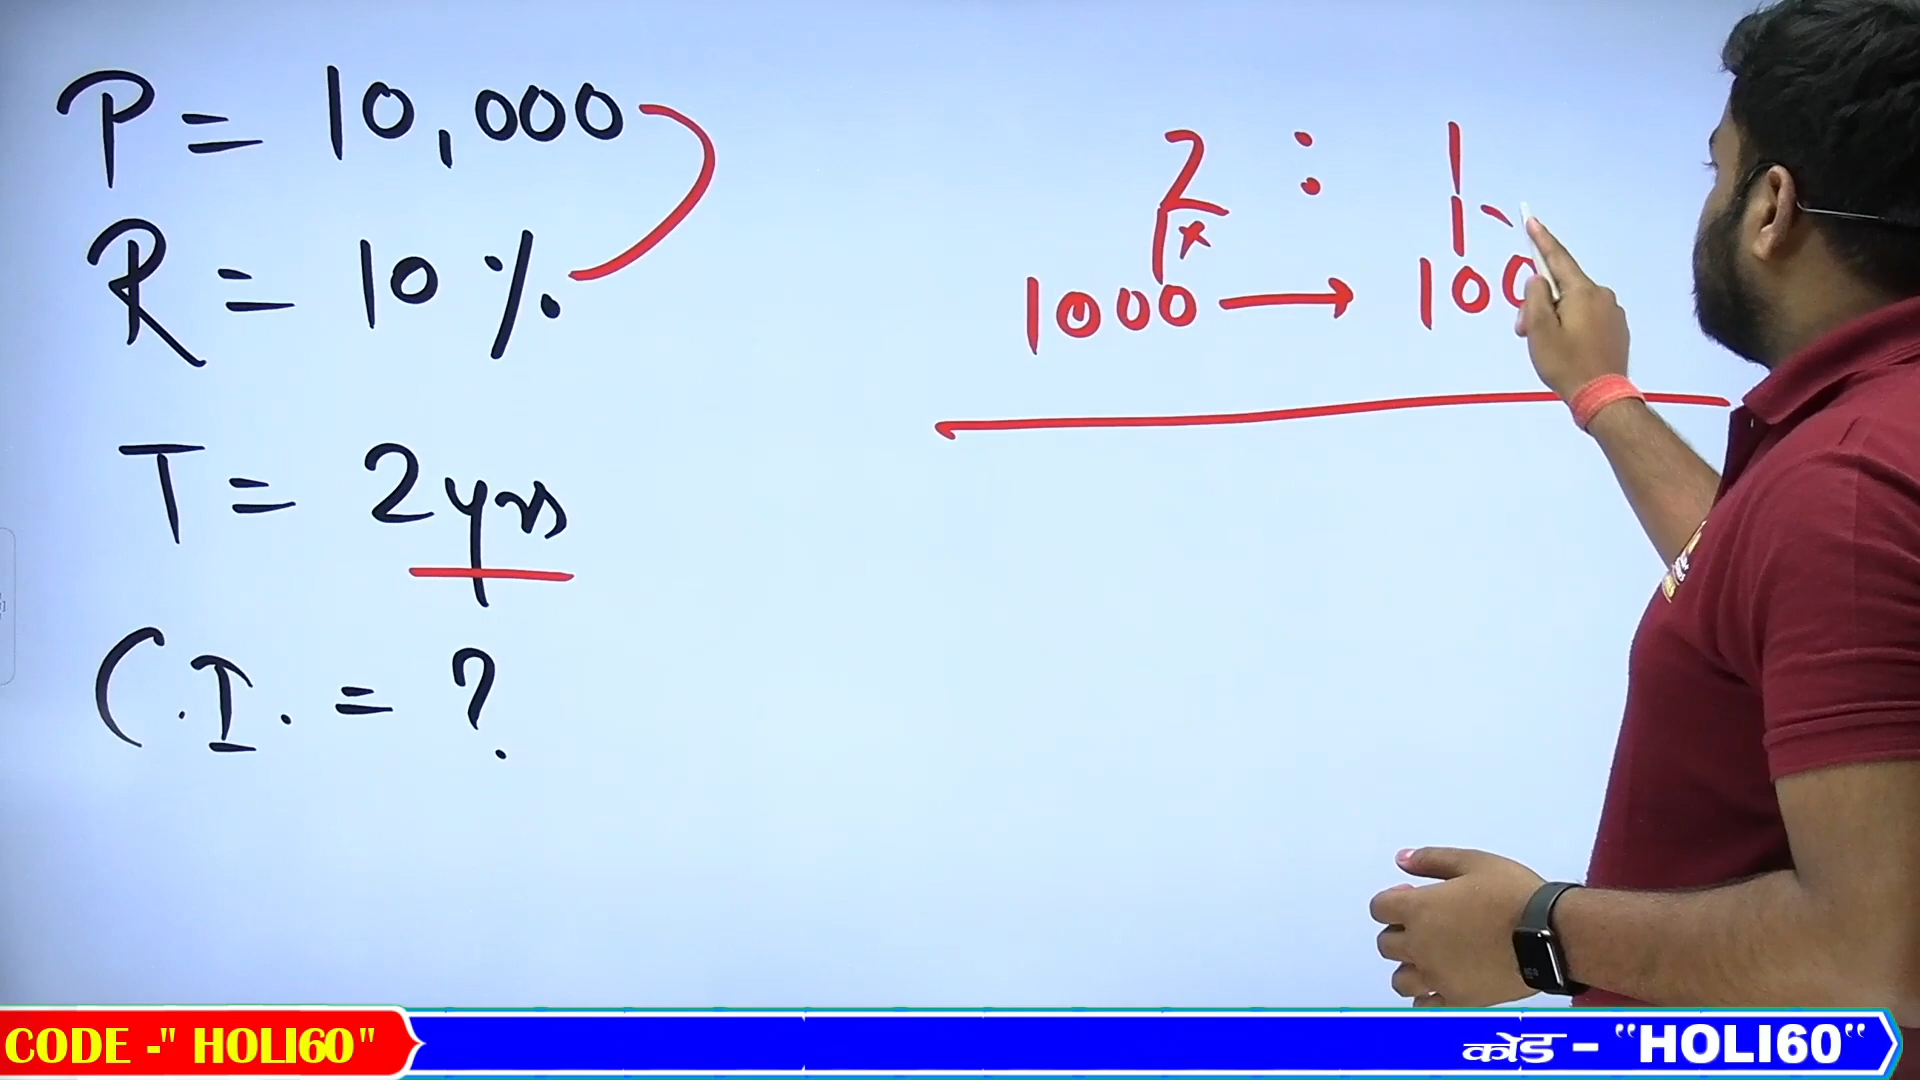 P = 10,000
R = 10 %
T = 2yrs
C.I. = ?
2 : 1
× ×
1000 → 100
CODE -" HOLI60"
कोड - “HOLI60“